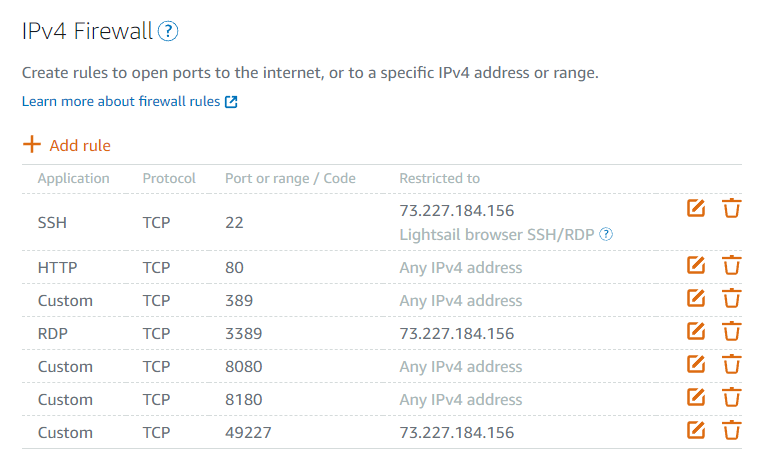 IPv4 Firewall ?
Create rules to open ports to the internet, or to a specific IPv4 address or range.
Learn more about firewall rules
+ Add rule
Application Protocol Port or range / Code Restricted to
SSH TCP 22 73.227.184.156
Lightsail browser SSH/RDP ?
HTTP TCP 80 Any IPv4 address
Custom TCP 389 Any IPv4 address
RDP TCP 3389 73.227.184.156
Custom TCP 8080 Any IPv4 address
Custom TCP 8180 Any IPv4 address
Custom TCP 49227 73.227.184.156